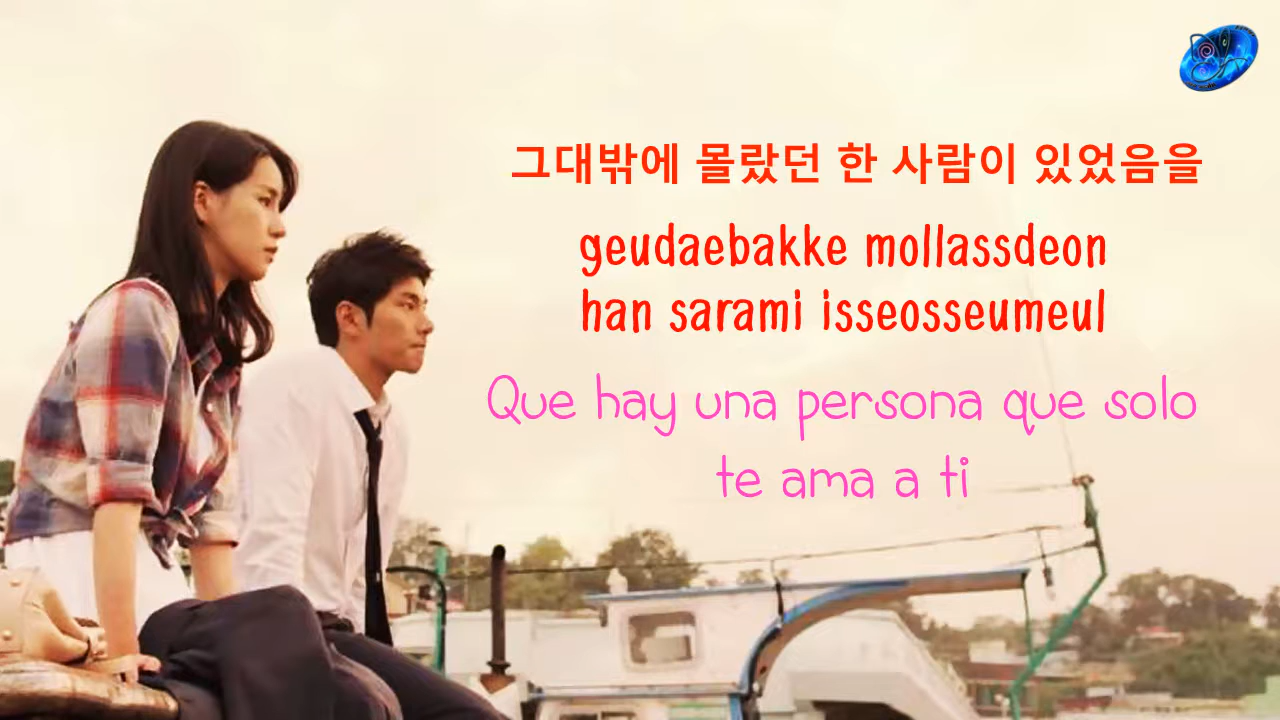 그대밖에 몰랐던 한 사람이 있었음을
geudaebakke mollassdeon
han sarami isseosseumeul
Que hay una persona que solo
te ama a ti